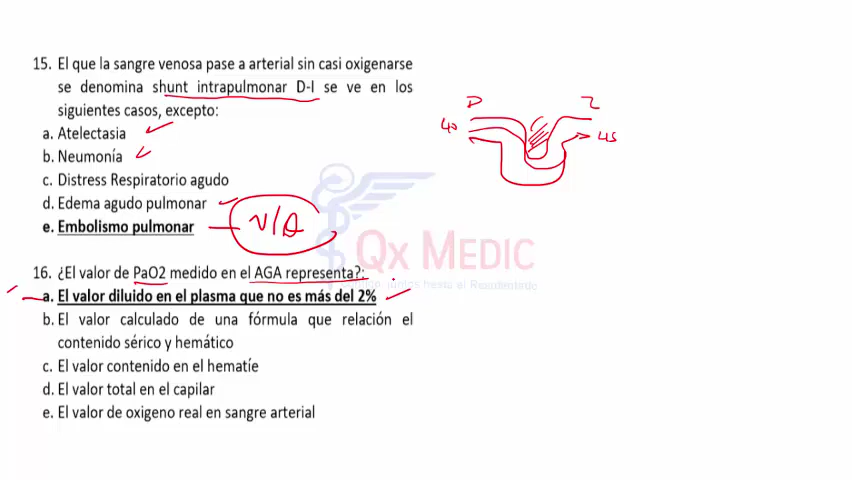 15. El que la sangre venosa pase a arterial sin casi oxigenarse
se denomina shunt intrapulmonar D-I se ve en los
siguientes casos, excepto:
a. Atelectasia
b. Neumonía
c. Distress Respiratorio agudo
d. Edema agudo pulmonar
e. Embolismo pulmonar
V/Q
D
I
40
45
Qx MEDIC
16. ¿El valor de PaO2 medido en el AGA representa?:
a. El valor diluido en el plasma que no es más del 2%
b. El valor calculado de una fórmula que relación el
contenido sérico y hemático
c. El valor contenido en el hematíe
d. El valor total en el capilar
e. El valor de oxigeno real en sangre arterial